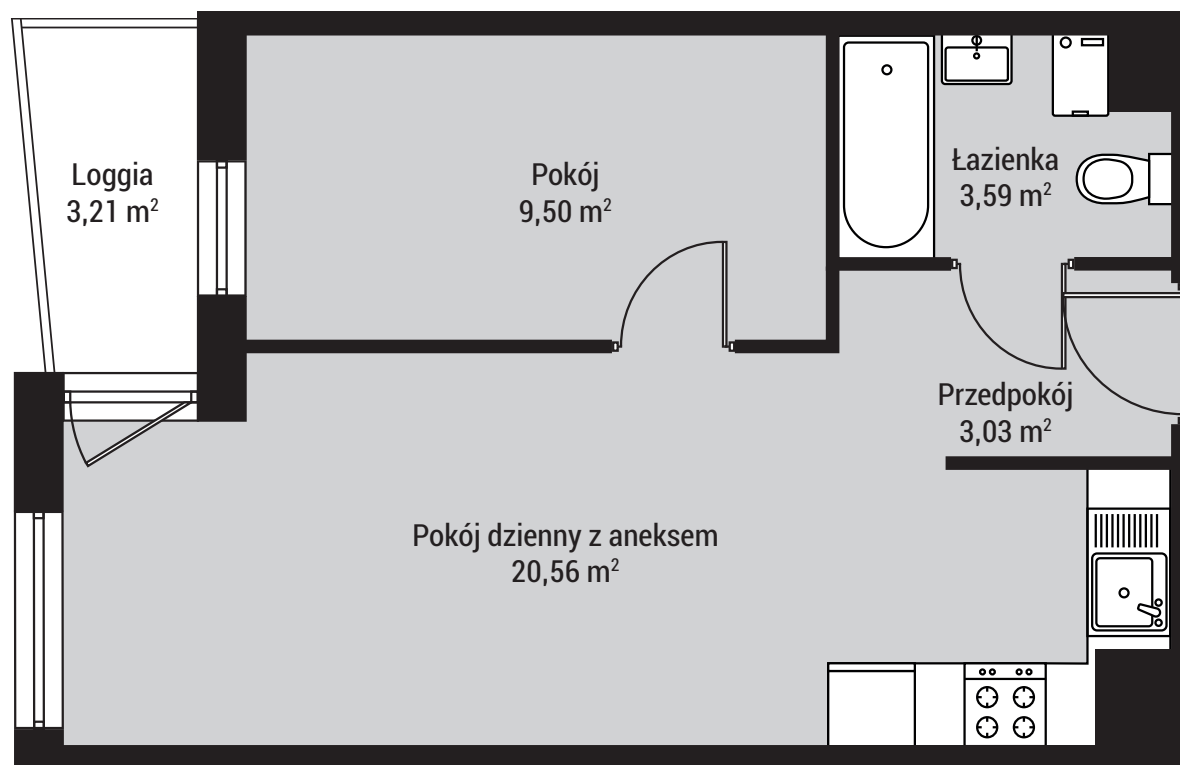 Loggia
3,21 m²
Pokój
9,50 m²
Łazienka
3,59 m²
Przedpokój
3,03 m²
Pokój dzienny z aneksem
20,56 m²